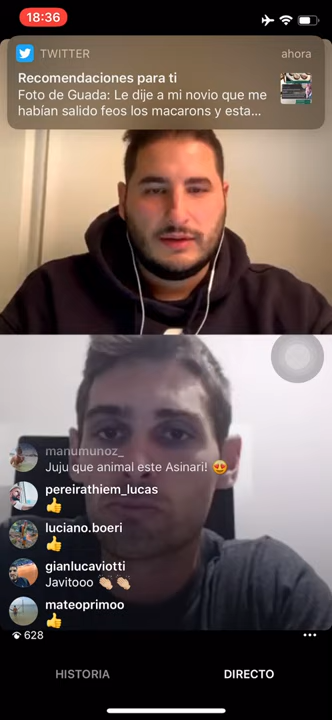 18:36
TWITTER
ahora
Recomendaciones para ti
Foto de Guada: Le dije a mi novio que me
habían salido feos los macarons y esta...
manumunoz_
Juju que animal este Asinari! 😍
pereirathiem_lucas
👍🏻
luciano.boeri
👍
gianlucaviotti
Javitooo 👏🏻👏🏻
mateoprimoo
👍
628
HISTORIA
DIRECTO